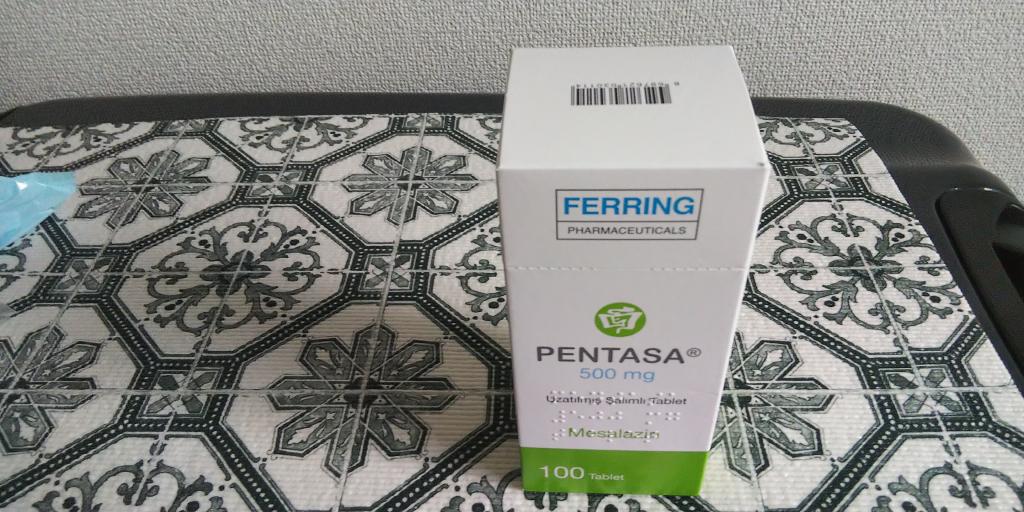 FERRING
PHARMACEUTICALS
PENTASA®
500 mg
Uzatılmış Salımlı Tablet
Mesalazin
100 Tablet